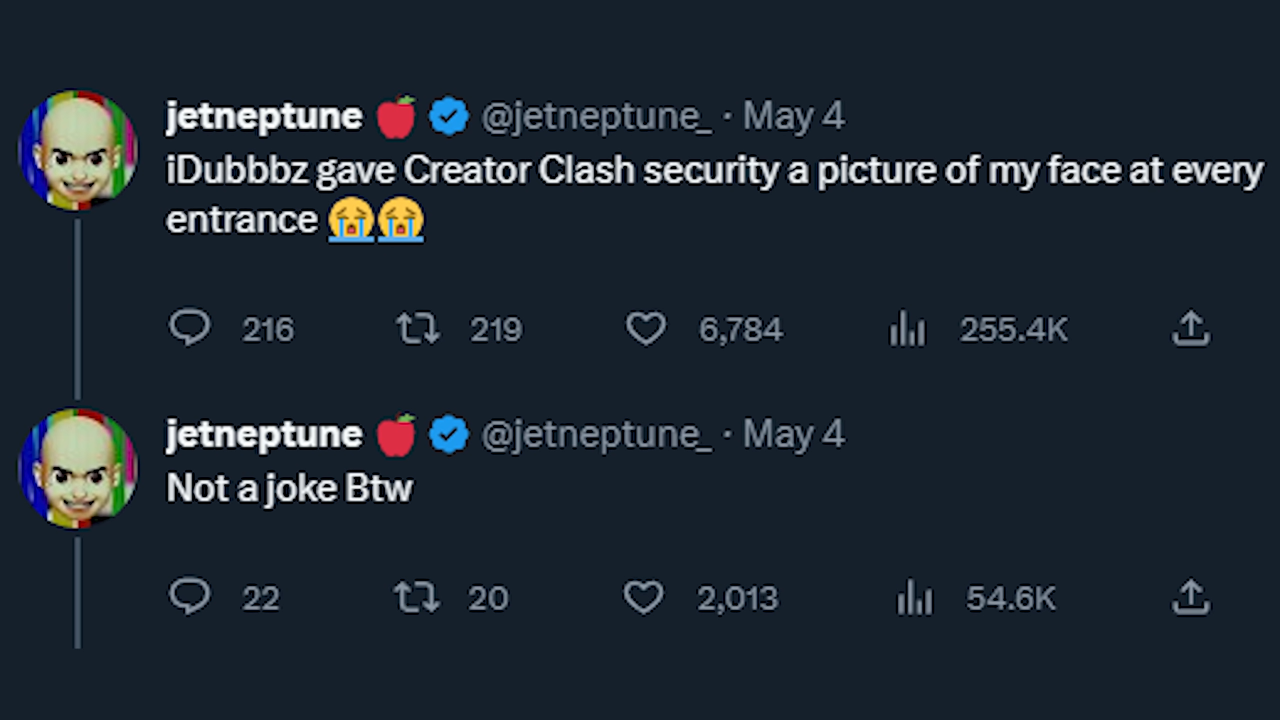 jetneptune 🍎 @jetneptune_ · May 4
iDubbbz gave Creator Clash security a picture of my face at every
entrance 😭😭
216 219 6,784 255.4K
jetneptune 🍎 @jetneptune_ · May 4
Not a joke Btw
22 20 2,013 54.6K